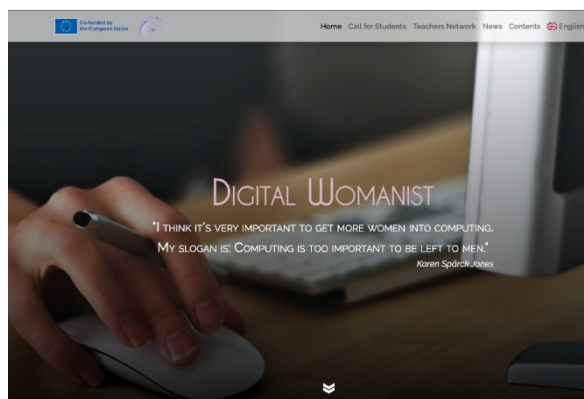 Co-funded by
the European Union
Home Call for Students Teachers Network News Contents English
Digital Womanist
"I think it's very important to get more women into computing.
My slogan is: Computing is too important to be left to men."
Karen Spärck Jones